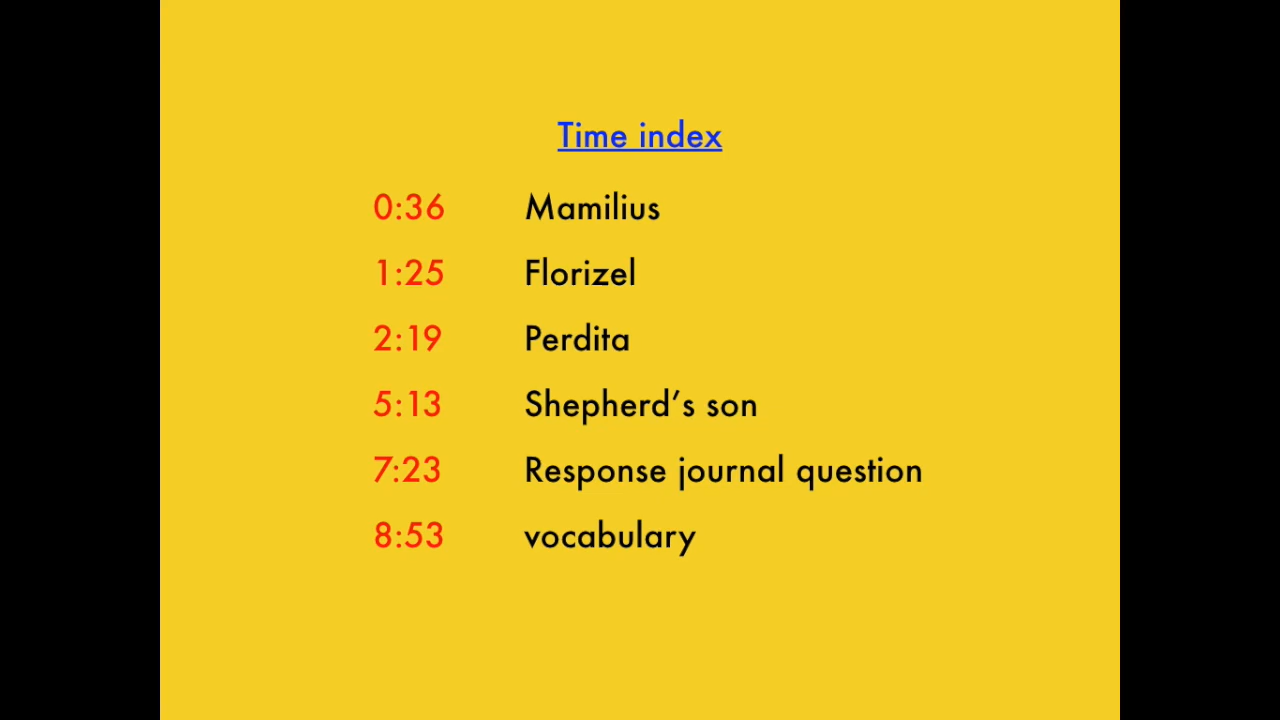 Time index
0:36 Mamilius
1:25 Florizel
2:19 Perdita
5:13 Shepherd’s son
7:23 Response journal question
8:53 vocabulary